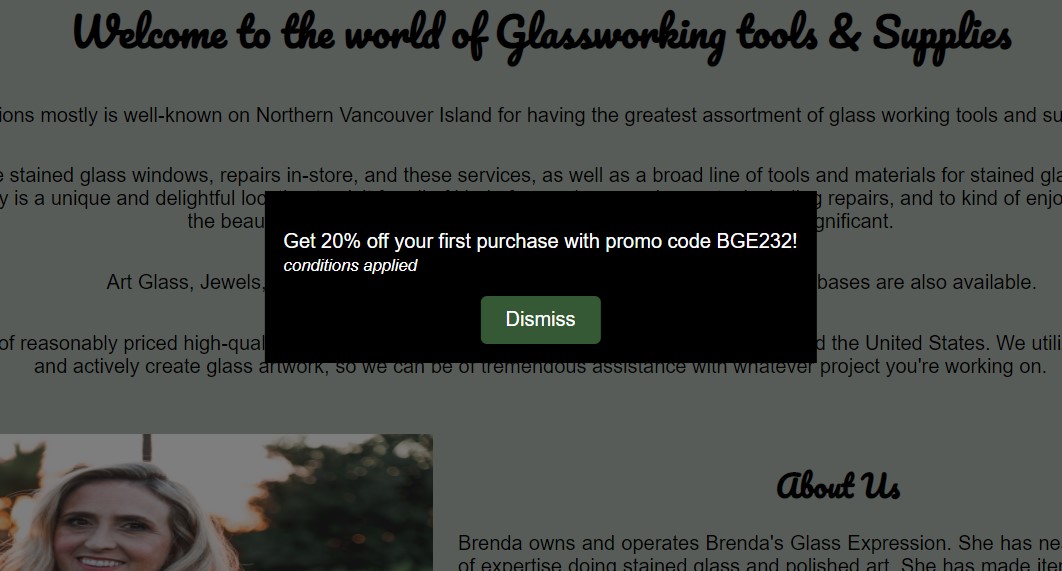 Welcome to the world of Glassworking tools & Supplies
ions mostly is well-known on Northern Vancouver Island for having the greatest assortment of glass working tools and su
e stained glass windows, repairs in-store, and these services, as well as a broad line of tools and materials for stained gla
y is a unique and delightful loc g repairs, and to kind of enjo
the beau gnificant.
Get 20% off your first purchase with promo code BGE232!
conditions applied
Art Glass, Jewels, bases are also available.
Dismiss
of reasonably priced high-qual d the United States. We utili
and actively create glass artwork, so we can be of tremendous assistance with whatever project you're working on.
About Us
Brenda owns and operates Brenda's Glass Expression. She has ne
of expertise doing stained glass and polished art. She has made ite